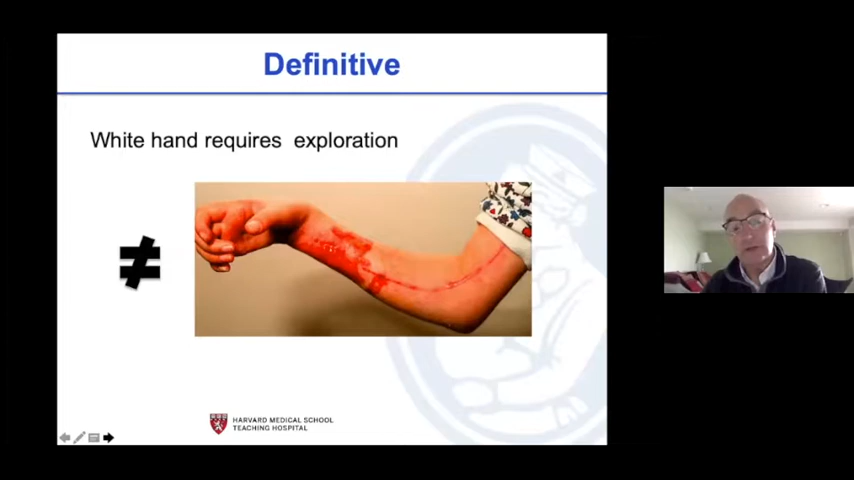 Definitive
White hand requires exploration
≠
HARVARD MEDICAL SCHOOL
TEACHING HOSPITAL